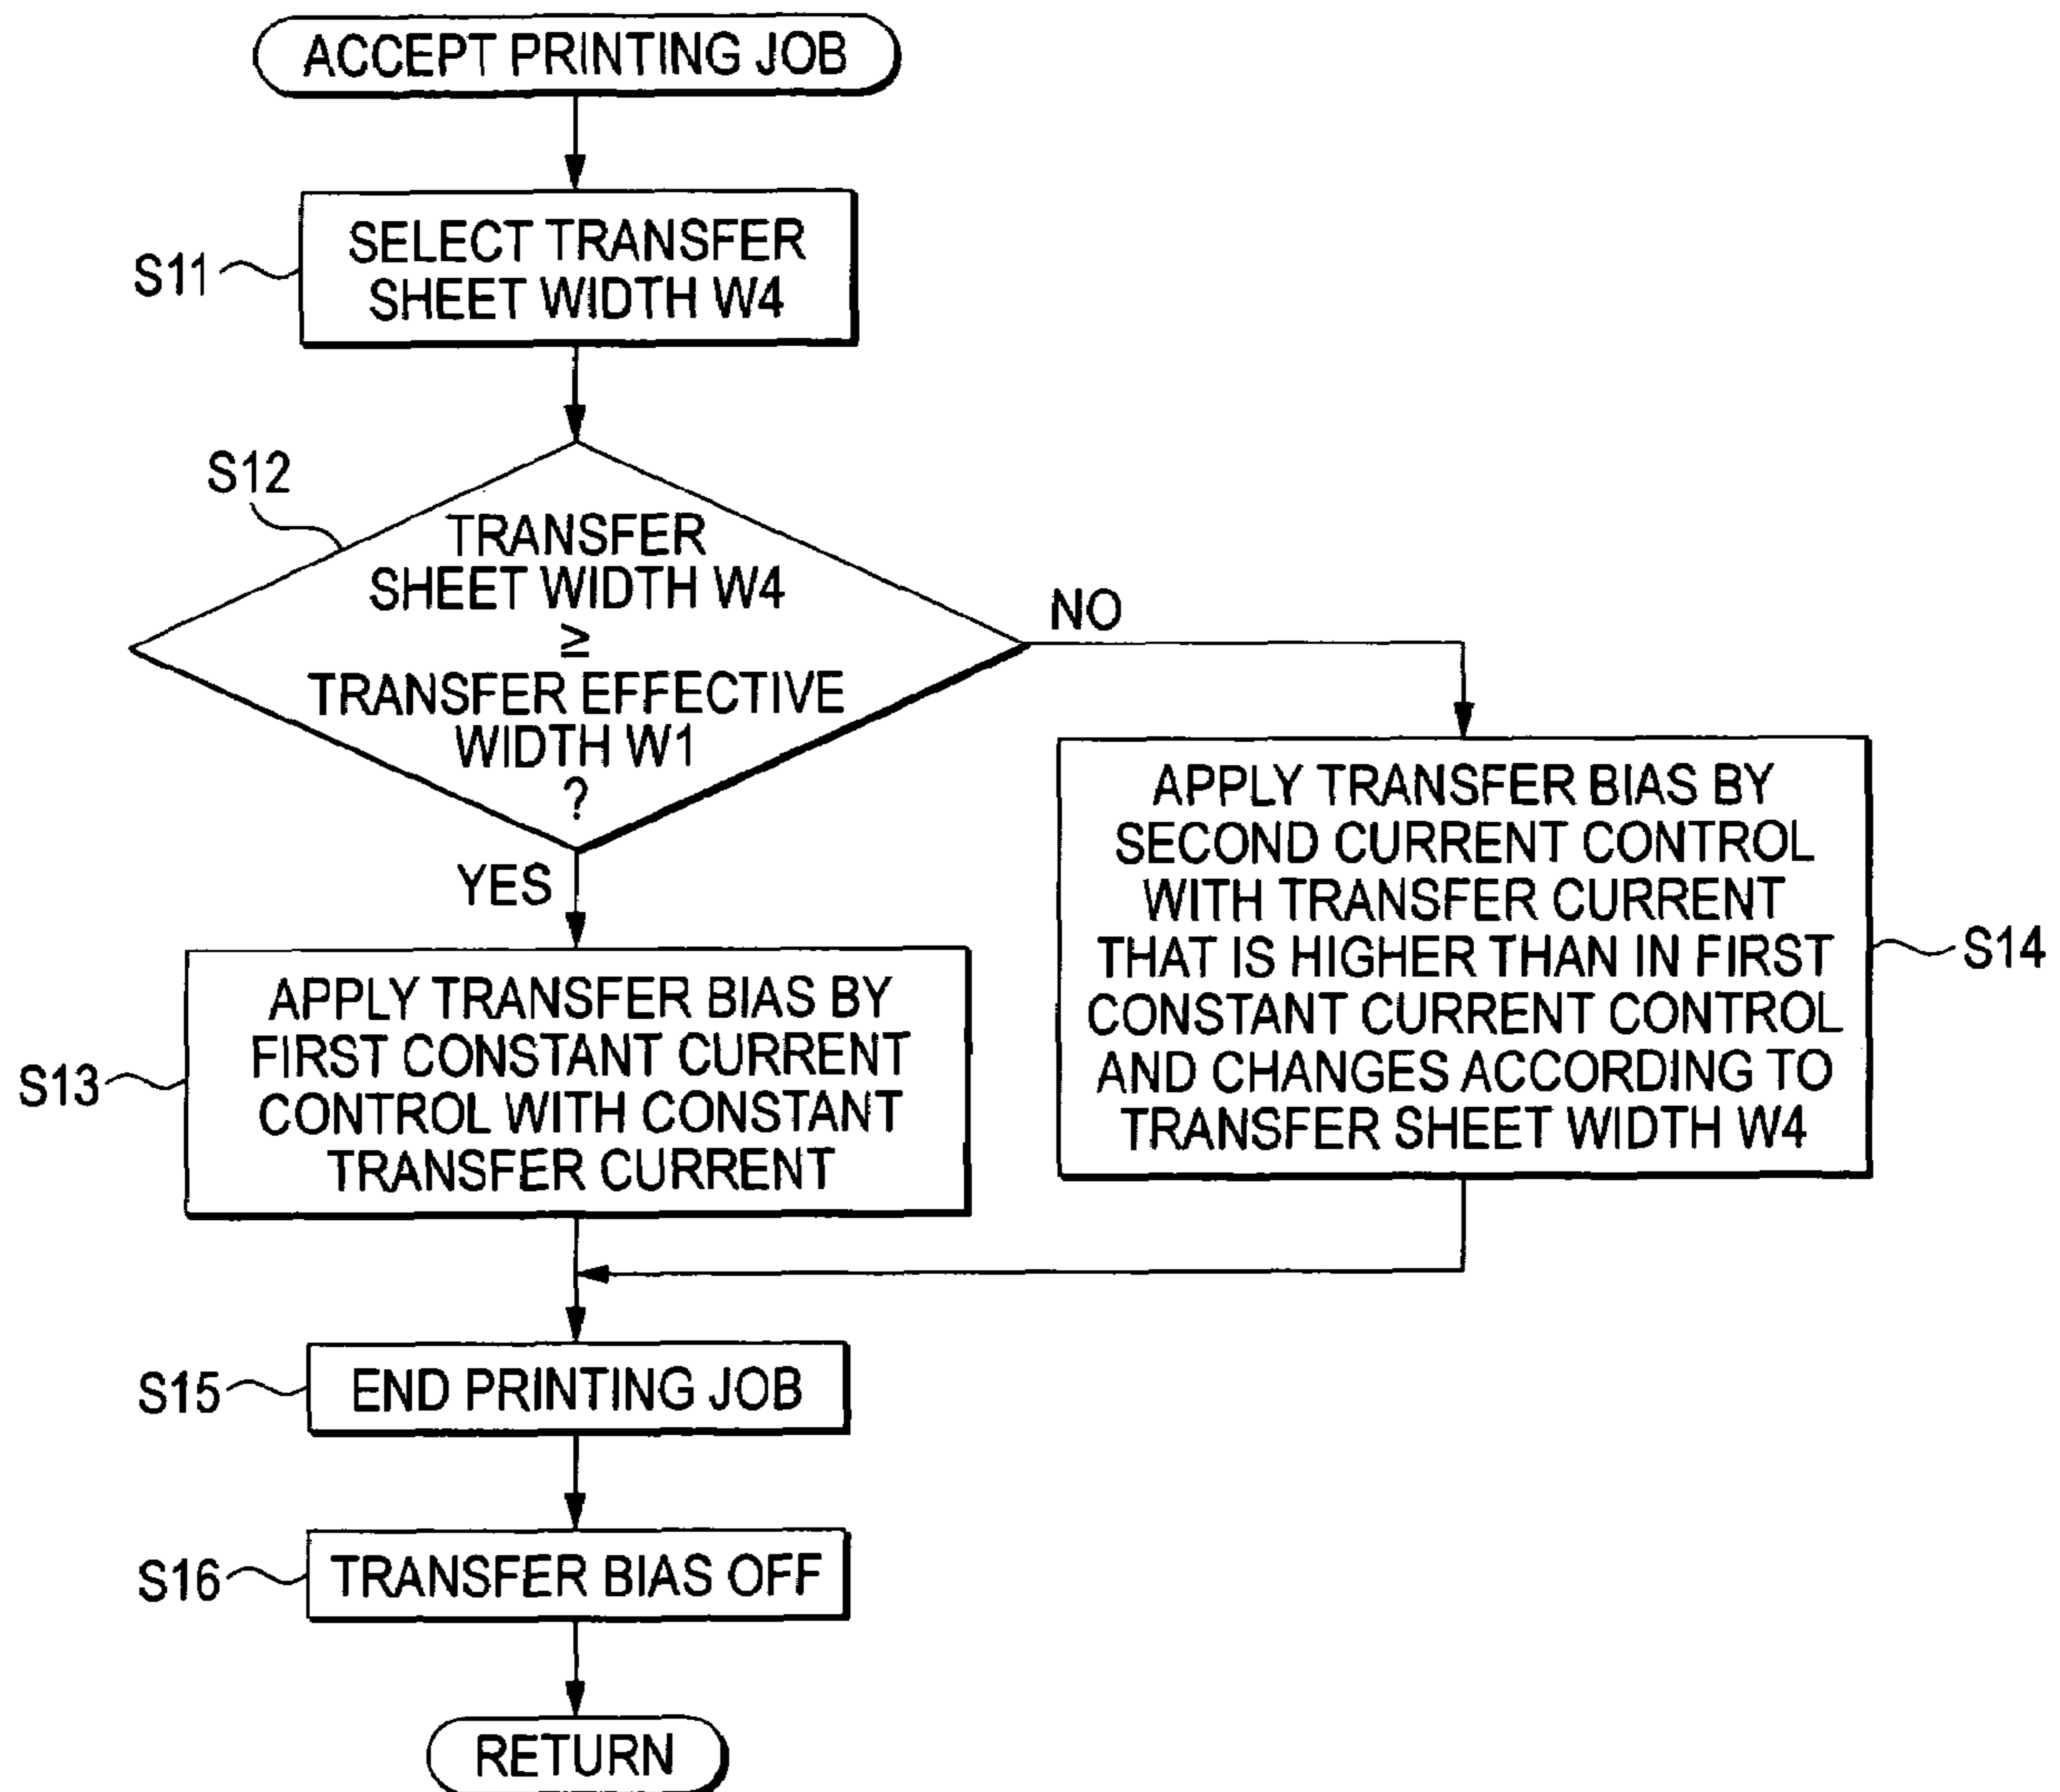 ACCEPT PRINTING JOB
S11
SELECT TRANSFER
SHEET WIDTH W4
S12
TRANSFER
SHEET WIDTH W4
≥
TRANSFER EFFECTIVE
WIDTH W1
?
NO
YES
S13
APPLY TRANSFER BIAS BY
FIRST CONSTANT CURRENT
CONTROL WITH CONSTANT
TRANSFER CURRENT
APPLY TRANSFER BIAS BY
SECOND CURRENT CONTROL
WITH TRANSFER CURRENT
THAT IS HIGHER THAN IN FIRST
CONSTANT CURRENT CONTROL
AND CHANGES ACCORDING TO
TRANSFER SHEET WIDTH W4
S14
S15
END PRINTING JOB
S16
TRANSFER BIAS OFF
RETURN